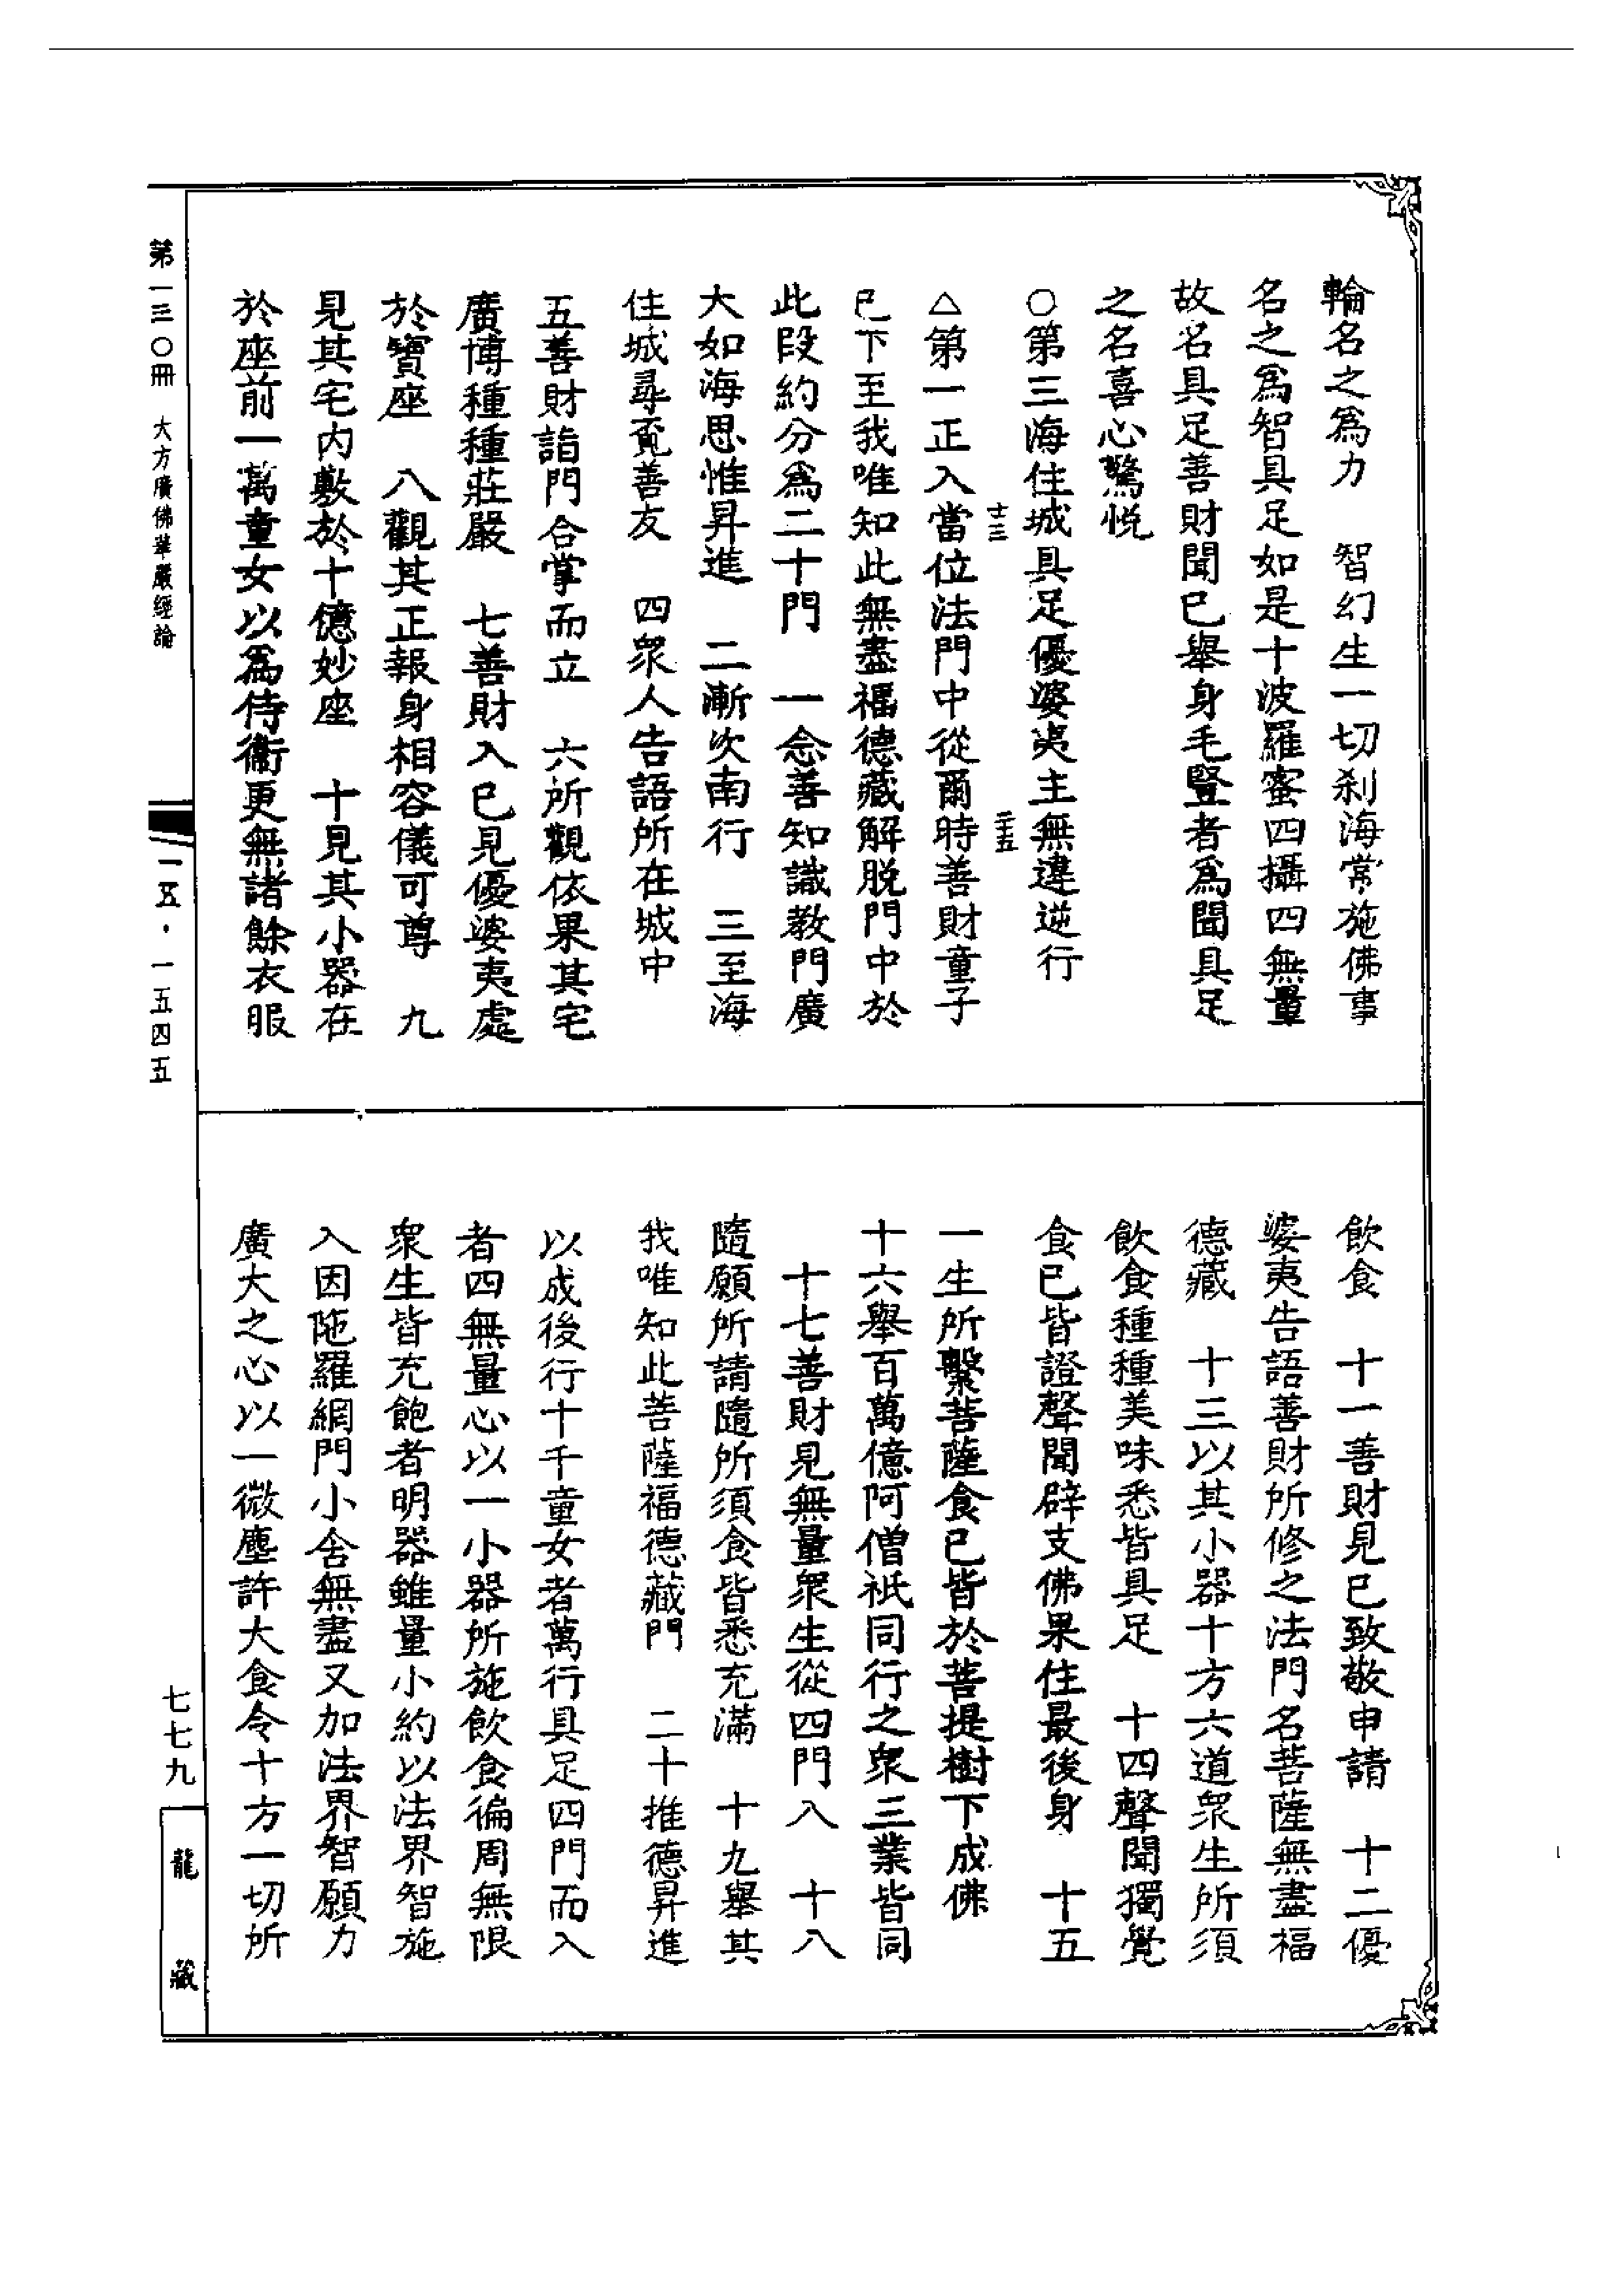 輪名之爲力　智幻生一切刹海常施佛事
名之爲智具足如是十波羅蜜四攝四無量
故名具足善財聞已舉身毛豎者爲聞具足
之名喜心驚悅
○第三海住城具足優婆夷主無違逆行
十三
二十五
△第一正入當位法門中從爾時善財童子
已下至我唯知此無盡福德藏解脫門中於
此段約分爲二十門　一念善知識教門廣
大如海思惟昇進　二漸次南行　三至海
住城尋覓善友　四衆人告語所在城中
五善財詣門合掌而立　六所觀依果其宅
廣博種種莊嚴　七善財入已見優婆夷處
於寶座　八觀其正報身相容儀可尊　九
見其宅內敷於十億妙座　十見其小器在
於座前一萬童女以爲侍衞更無諸餘衣服
飲食　十一善財見已致敬申請　十二優
婆夷告語善財所修之法門名菩薩無盡福
德藏　十三以其小器十方六道衆生所須
飲食種種美味悉皆具足　十四聲聞獨覺
食已皆證聲聞辟支佛果住最後身　十五
一生所繫菩薩食已皆於菩提樹下成佛
十六舉百萬億阿僧祇同行之衆三業皆同
十七善財見無量衆生從四門入　十八
隨願所請隨所須食皆悉充滿　十九舉其
我唯知此菩薩福德藏門　二十推德昇進
以成後行十千童女者萬行具足四門而入
者四無量心以一小器所施飲食徧周無限
衆生皆充飽者明器雖量小約以法界智施
入因陁羅網門小舍無盡又加法界智願力
廣大之心以一微塵許大食令十方一切所
第一三〇冊　大方廣佛華嚴經論
一五·一五四五
七七九
龍藏